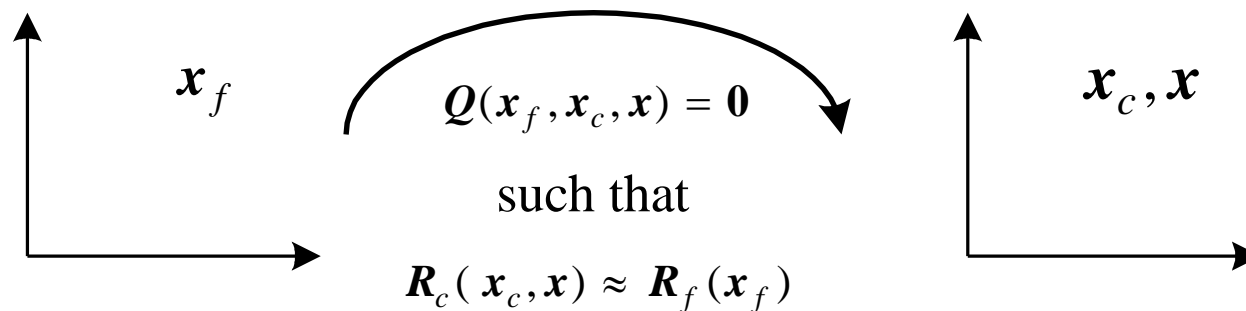 x_f
Q(x_f, x_c, x) = 0
x_c, x
such that
R_c( x_c, x) ≈ R_f(x_f)